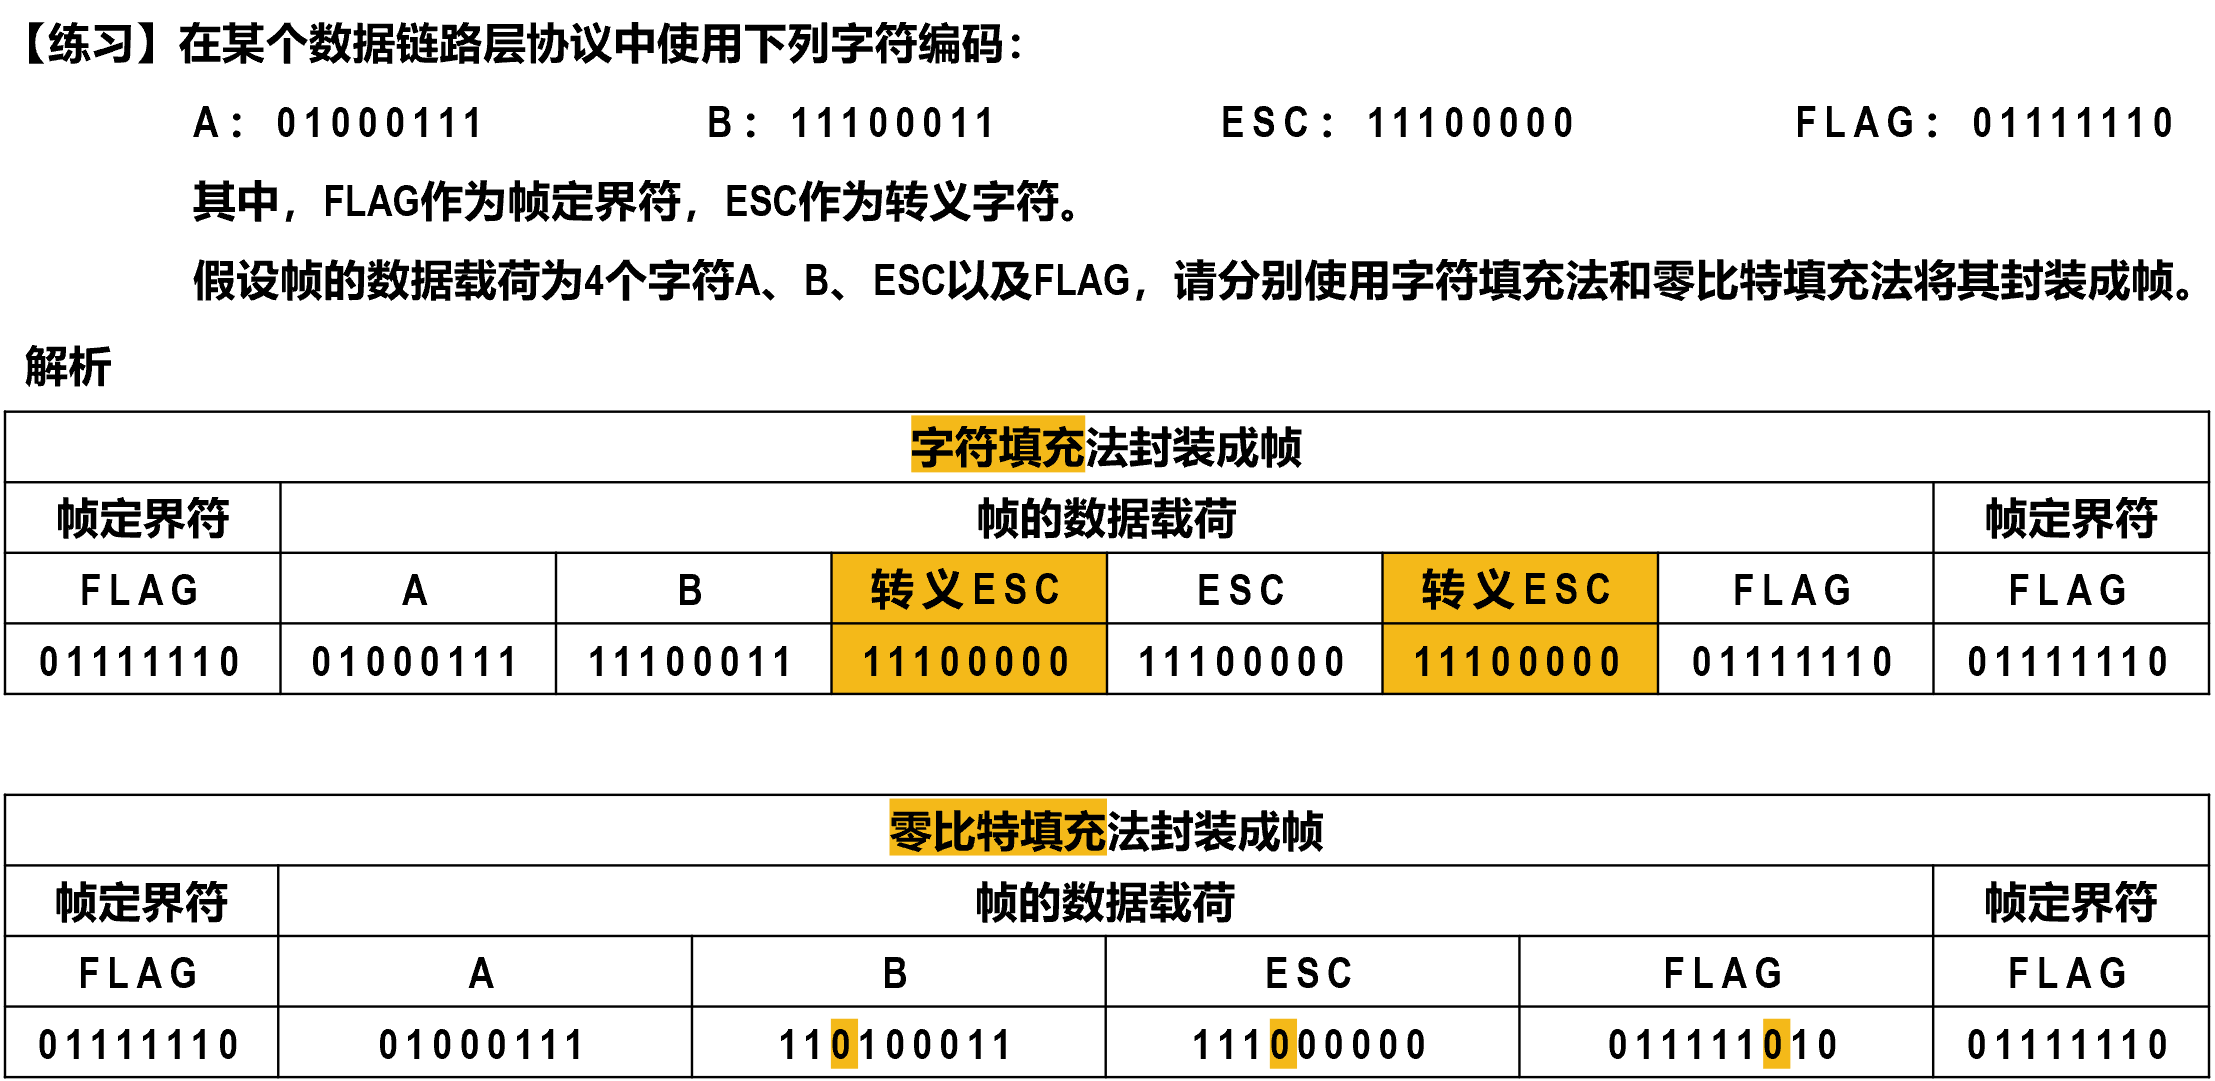 【练习】在某个数据链路层协议中使用下列字符编码：
A：01000111 B：11100011 ESC：11100000 FLAG：01111110
其中，FLAG作为帧定界符，ESC作为转义字符。
假设帧的数据载荷为4个字符A、B、ESC以及FLAG，请分别使用字符填充法和零比特填充法将其封装成帧。
解析
字符填充法封装成帧
帧定界符 帧的数据载荷 帧定界符
FLAG A B 转义ESC ESC 转义ESC FLAG FLAG
01111110 01000111 11100011 11100000 11100000 11100000 01111110 01111110
零比特填充法封装成帧
帧定界符 帧的数据载荷 帧定界符
FLAG A B ESC FLAG FLAG
01111110 01000111 110100011 111000000 011111010 01111110